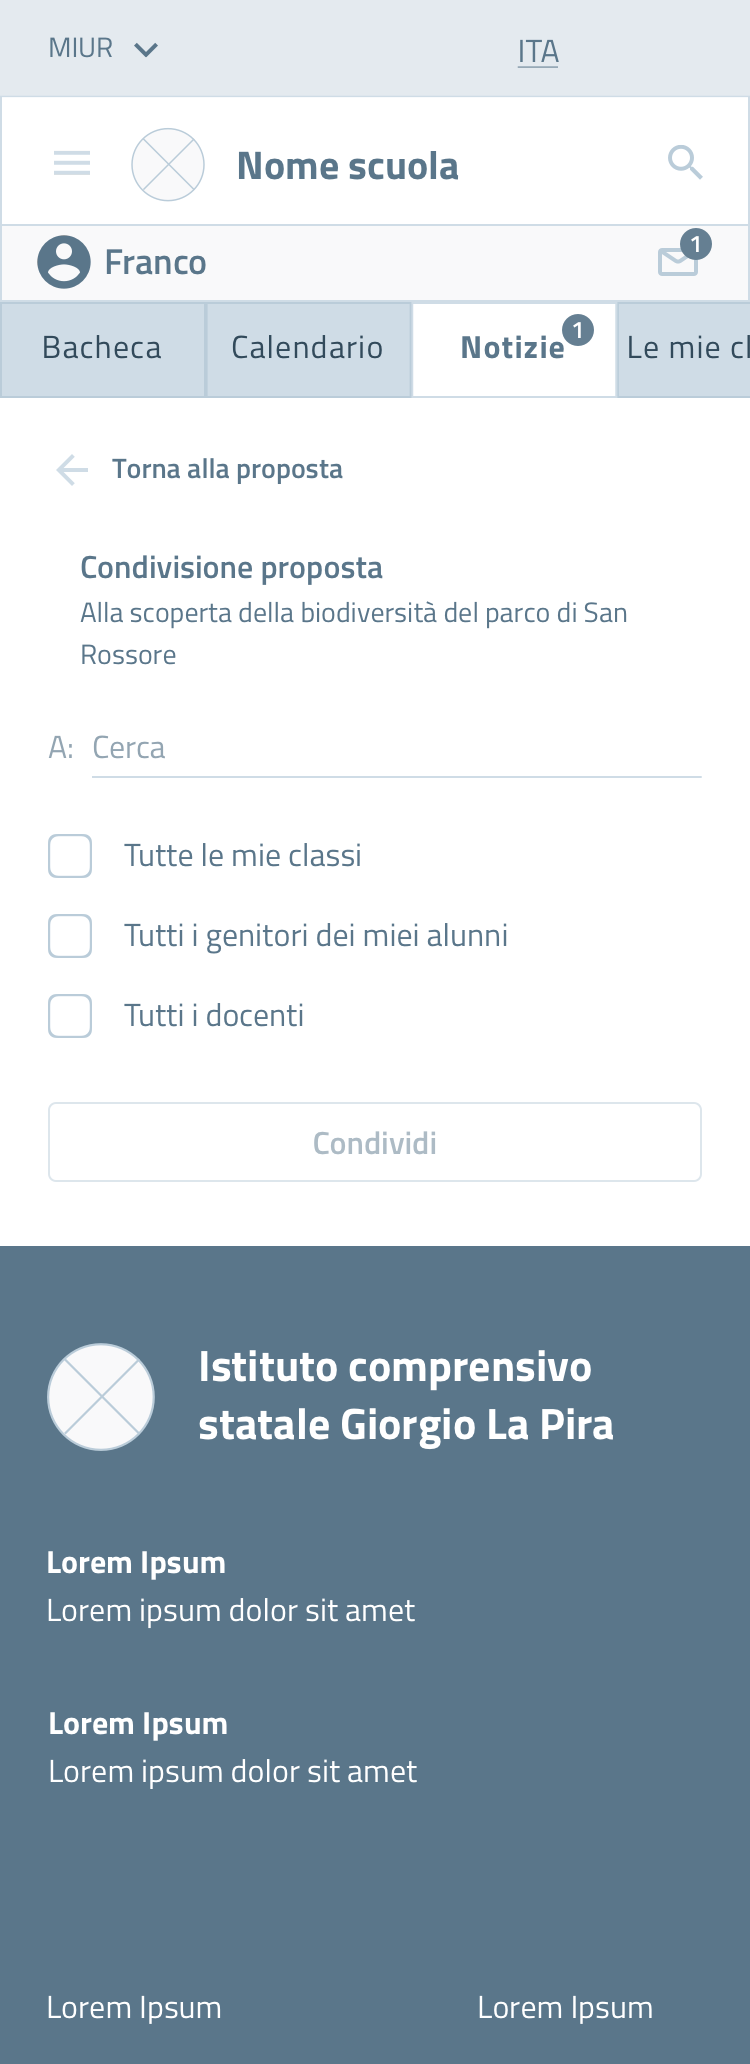 MIUR
ITA
Nome scuola
Franco
1
Bacheca
Calendario
Notizie
1
Le mie cl
Torna alla proposta
Condivisione proposta
Alla scoperta della biodiversità del parco di San
Rossore
A: Cerca
Tutte le mie classi
Tutti i genitori dei miei alunni
Tutti i docenti
Condividi
Istituto comprensivo
statale Giorgio La Pira
Lorem Ipsum
Lorem ipsum dolor sit amet
Lorem Ipsum
Lorem ipsum dolor sit amet
Lorem Ipsum
Lorem Ipsum